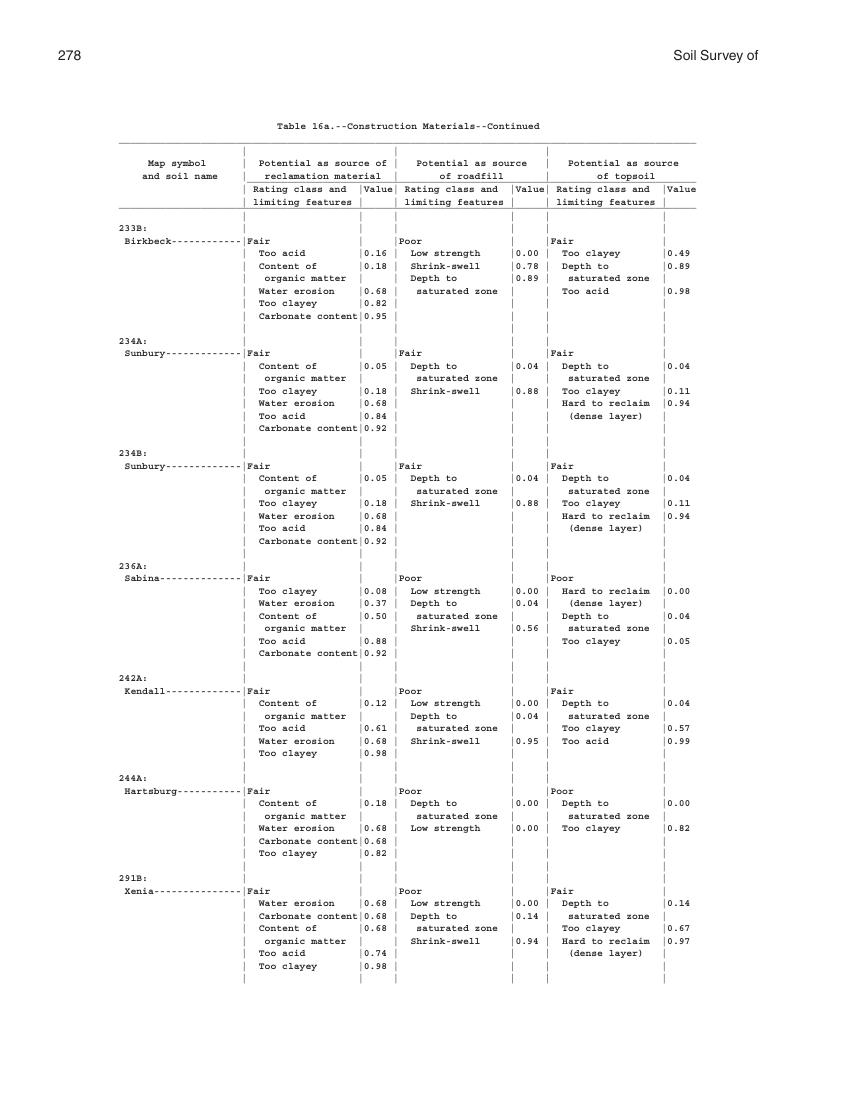 278 Soil Survey of
Table 16a.--Construction Materials--Continued
Map symbol | Potential as source of | Potential as source | Potential as source
and soil name | reclamation material | of roadfill | of topsoil
Rating class and |Value| Rating class and |Value| Rating class and |Value
limiting features | | limiting features | | limiting features |
233B:
Birkbeck------------|Fair | |Poor | |Fair |
Too acid |0.16 | Low strength |0.00 | Too clayey |0.49
Content of |0.18 | Shrink-swell |0.78 | Depth to |0.89
organic matter | | Depth to |0.89 | saturated zone |
Water erosion |0.68 | saturated zone | | Too acid |0.98
Too clayey |0.82
Carbonate content|0.95
234A:
Sunbury-------------|Fair | |Fair | |Fair |
Content of |0.05 | Depth to |0.04 | Depth to |0.04
organic matter | | saturated zone | | saturated zone |
Too clayey |0.18 | Shrink-swell |0.88 | Too clayey |0.11
Water erosion |0.68 | | | Hard to reclaim |0.94
Too acid |0.84 | | | (dense layer) |
Carbonate content|0.92
234B:
Sunbury-------------|Fair | |Fair | |Fair |
Content of |0.05 | Depth to |0.04 | Depth to |0.04
organic matter | | saturated zone | | saturated zone |
Too clayey |0.18 | Shrink-swell |0.88 | Too clayey |0.11
Water erosion |0.68 | | | Hard to reclaim |0.94
Too acid |0.84 | | | (dense layer) |
Carbonate content|0.92
236A:
Sabina--------------|Fair | |Poor | |Poor |
Too clayey |0.08 | Low strength |0.00 | Hard to reclaim |0.00
Water erosion |0.37 | Depth to |0.04 | (dense layer) |
Content of |0.50 | saturated zone | | Depth to |0.04
organic matter | | Shrink-swell |0.56 | saturated zone |
Too acid |0.88 | | | Too clayey |0.05
Carbonate content|0.92
242A:
Kendall-------------|Fair | |Poor | |Fair |
Content of |0.12 | Low strength |0.00 | Depth to |0.04
organic matter | | Depth to |0.04 | saturated zone |
Too acid |0.61 | saturated zone | | Too clayey |0.57
Water erosion |0.68 | Shrink-swell |0.95 | Too acid |0.99
Too clayey |0.98
244A:
Hartsburg-----------|Fair | |Poor | |Poor |
Content of |0.18 | Depth to |0.00 | Depth to |0.00
organic matter | | saturated zone | | saturated zone |
Water erosion |0.68 | Low strength |0.00 | Too clayey |0.82
Carbonate content|0.68
Too clayey |0.82
291B:
Xenia---------------|Fair | |Poor | |Fair |
Water erosion |0.68 | Low strength |0.00 | Depth to |0.14
Carbonate content|0.68 | Depth to |0.14 | saturated zone |
Content of |0.68 | saturated zone | | Too clayey |0.67
organic matter | | Shrink-swell |0.94 | Hard to reclaim |0.97
Too acid |0.74 | | | (dense layer) |
Too clayey |0.98